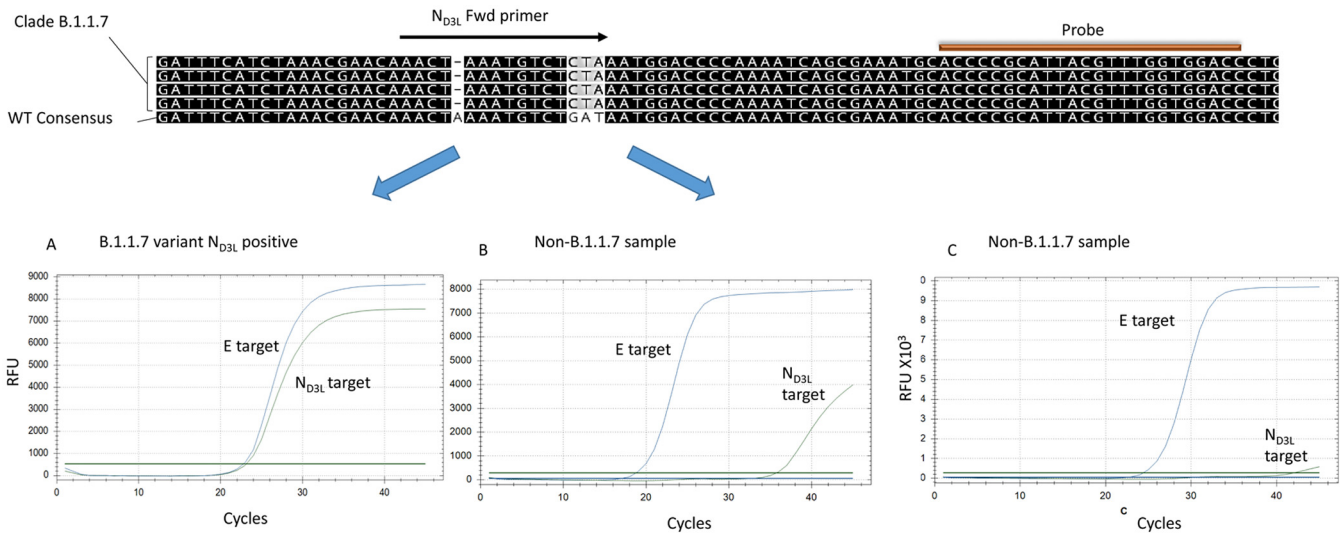 Clade B.1.1.7
N_D3L Fwd primer
Probe
GATTTCATCTAAACGAACAAACT-AAATGTCTCTAAATGGACCCCAAAATCAGCGAAATGCACCCCGCATTACGTTTGGTGGACCCTC
GATTTCATCTAAACGAACAAACT-AAATGTCTCTAAATGGACCCCAAAATCAGCGAAATGCACCCCGCATTACGTTTGGTGGACCCTC
GATTTCATCTAAACGAACAAACT-AAATGTCTCTAAATGGACCCCAAAATCAGCGAAATGCACCCCGCATTACGTTTGGTGGACCCTC
GATTTCATCTAAACGAACAAACT-AAATGTCTCTAAATGGACCCCAAAATCAGCGAAATGCACCCCGCATTACGTTTGGTGGACCCTC
WT Consensus
GATTTCATCTAAACGAACAAACTAAAATGTCTGATAATGGACCCCAAAATCAGCGAAATGCACCCCGCATTACGTTTGGTGGACCCTC
A
B.1.1.7 variant N_D3L positive
9000
8000
7000
6000
5000
4000
3000
2000
1000
0
RFU
E target
N_D3L target
0 10 20 30 40
Cycles
B
Non-B.1.1.7 sample
8000
7000
6000
5000
4000
3000
2000
1000
0
E target
N_D3L
target
0 10 20 30 40
Cycles
C
Non-B.1.1.7 sample
0
9
8
7
6
5
4
3
2
1
0
RFU X10³
E target
N_D3L
target
0 10 20 30 40
c
Cycles